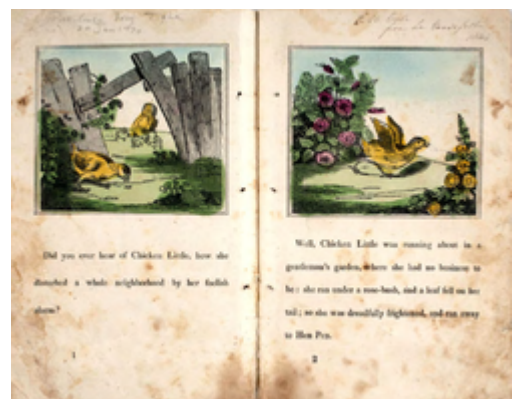 Did you ever hear of Chicken Little, how she
disturbed a whole neighborhood by her foolish
alarm?
1
Well, Chicken Little was running about in a
gentleman's garden, where she had no business to
be: she ran under a rose-bush, and a leaf fell on her
tail; so she was dreadfully frightened, and ran away
to Hen Pen.
2